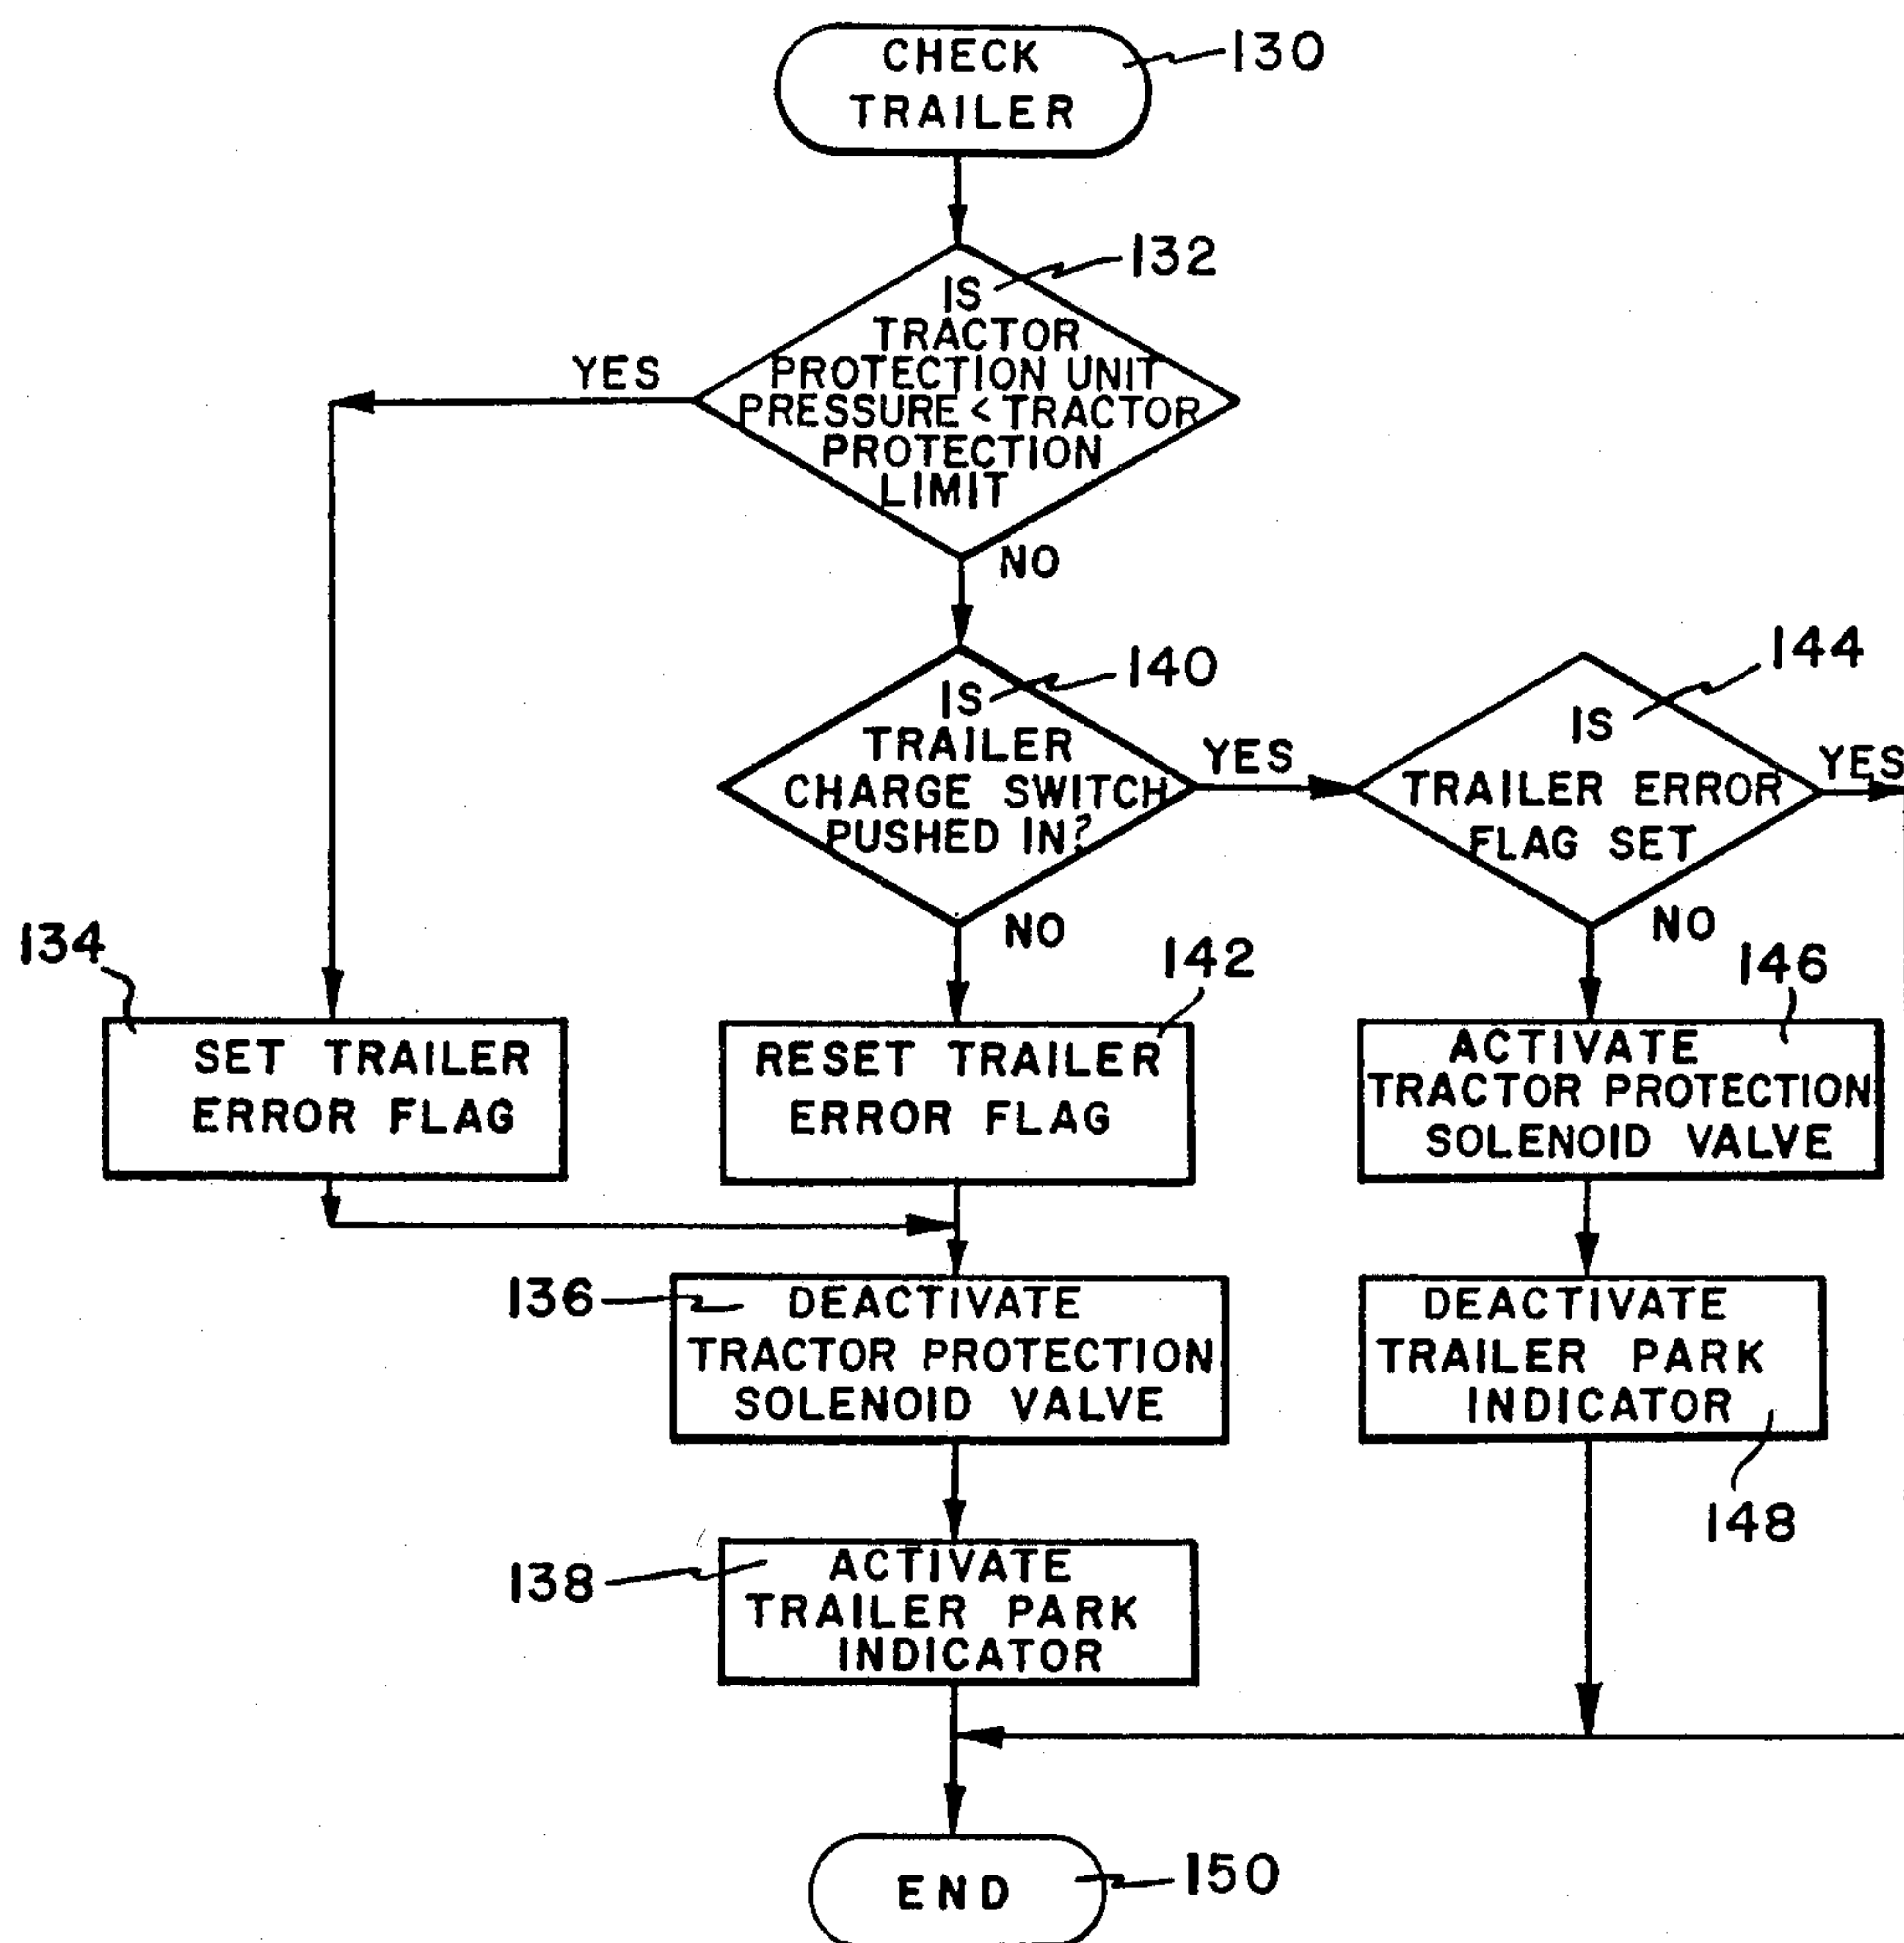 CHECK
TRAILER
130
132
IS
TRACTOR
PROTECTION UNIT
PRESSURE < TRACTOR
PROTECTION
LIMIT
YES
NO
140
IS
TRAILER
CHARGE SWITCH
PUSHED IN?
YES
NO
144
IS
TRAILER ERROR
FLAG SET
YES
NO
134
SET TRAILER
ERROR FLAG
142
RESET TRAILER
ERROR FLAG
146
ACTIVATE
TRACTOR PROTECTION
SOLENOID VALVE
136
DEACTIVATE
TRACTOR PROTECTION
SOLENOID VALVE
DEACTIVATE
TRAILER PARK
INDICATOR
148
138
ACTIVATE
TRAILER PARK
INDICATOR
END
150